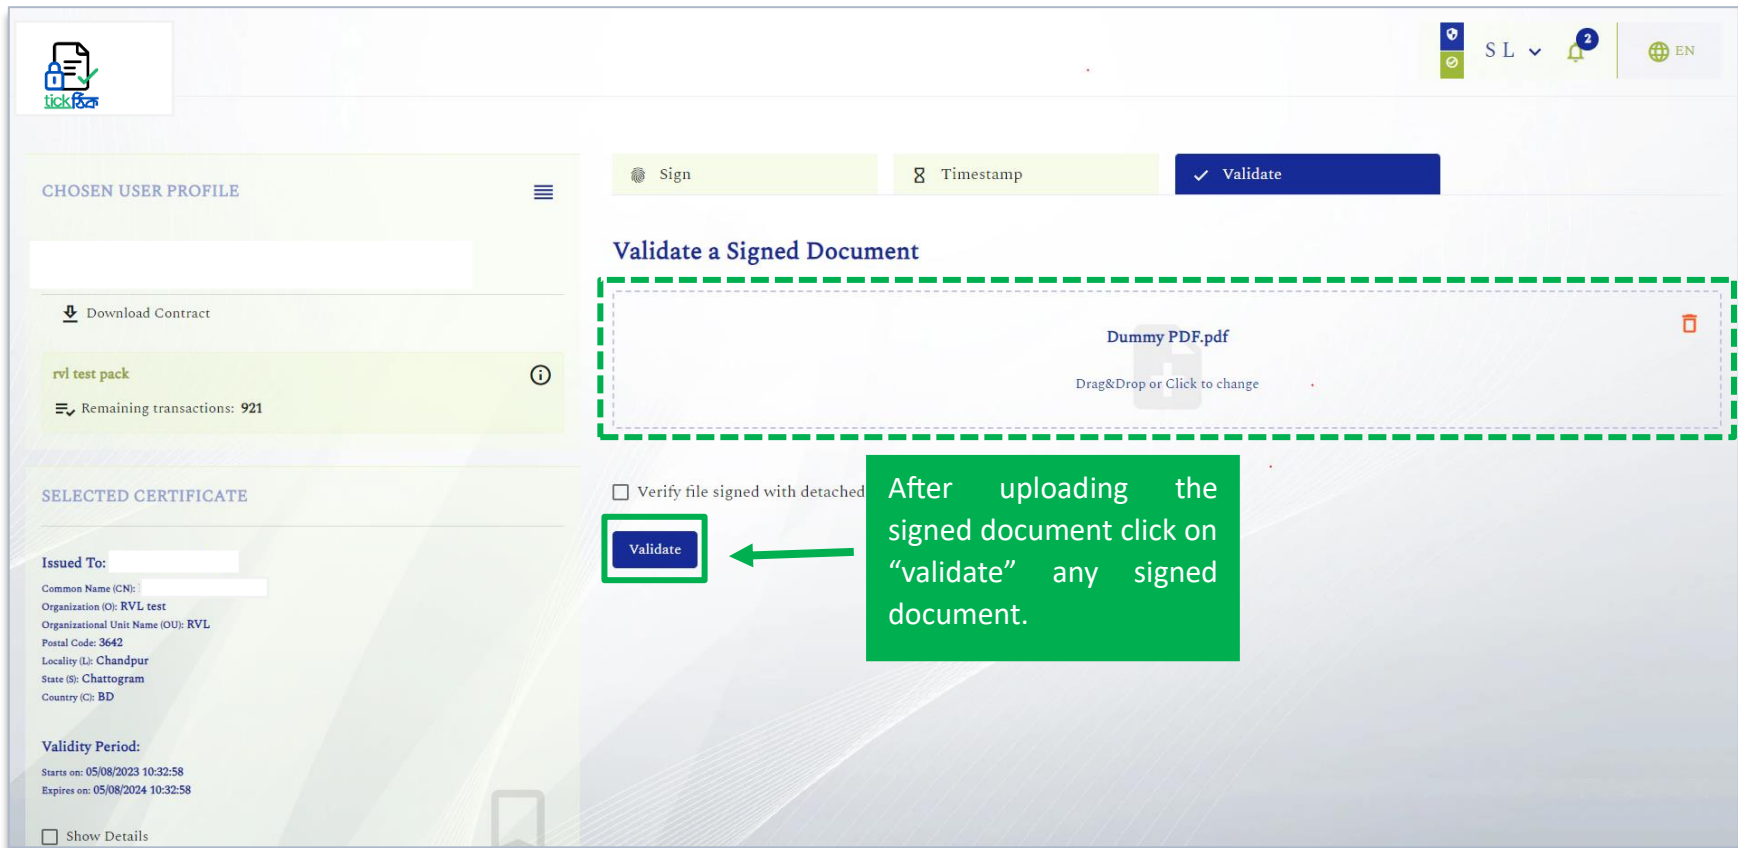 tickঠিক
S L
2
EN
CHOSEN USER PROFILE
Download Contract
rvl test pack
Remaining transactions: 921
SELECTED CERTIFICATE
Issued To:
Common Name (CN):
Organization (O): RVL test
Organizational Unit Name (OU): RVL
Postal Code: 3642
Locality (L): Chandpur
State (S): Chattogram
Country (C): BD
Validity Period:
Starts on: 05/08/2023 10:32:58
Expires on: 05/08/2024 10:32:58
Show Details
Sign
Timestamp
Validate
Validate a Signed Document
Dummy PDF.pdf
Drag&Drop or Click to change
Verify file signed with detached
Validate
After uploading the
signed document click on
“validate” any signed
document.